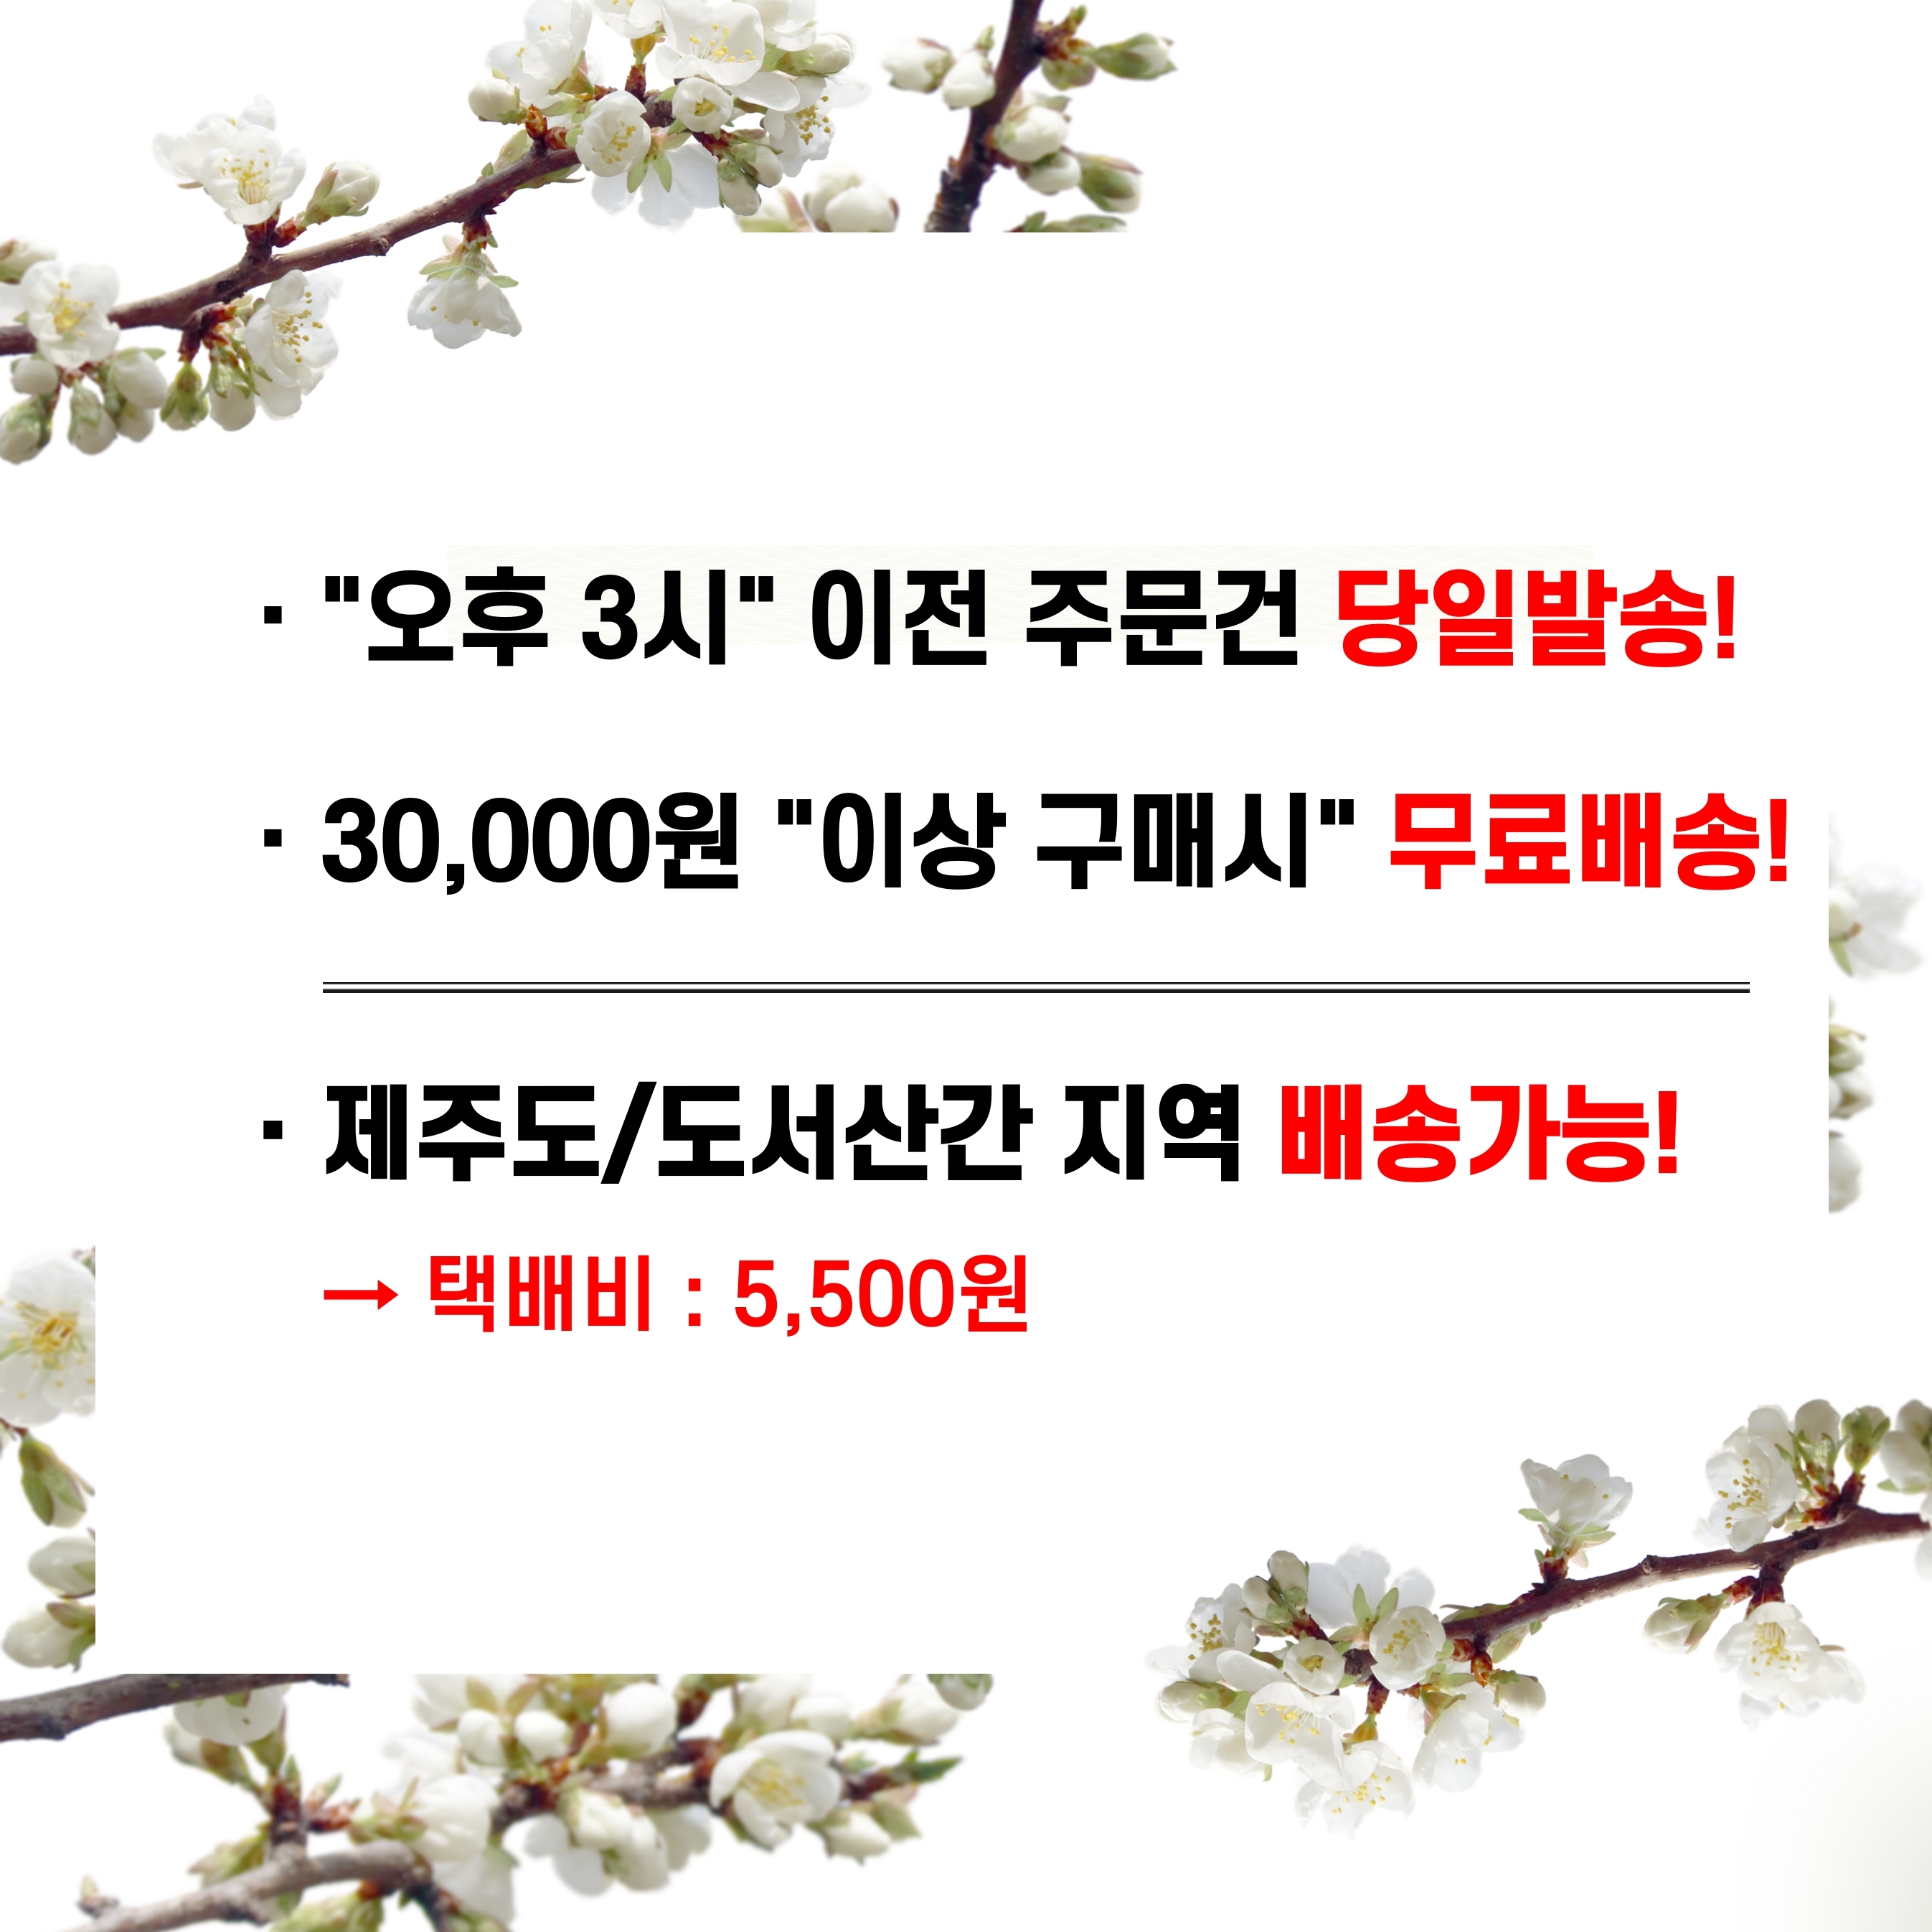 · "오후 3시" 이전 주문건 당일발송!
· 30,000원 "이상 구매시" 무료배송!
· 제주도/도서산간 지역 배송가능!
→ 택배비 : 5,500원